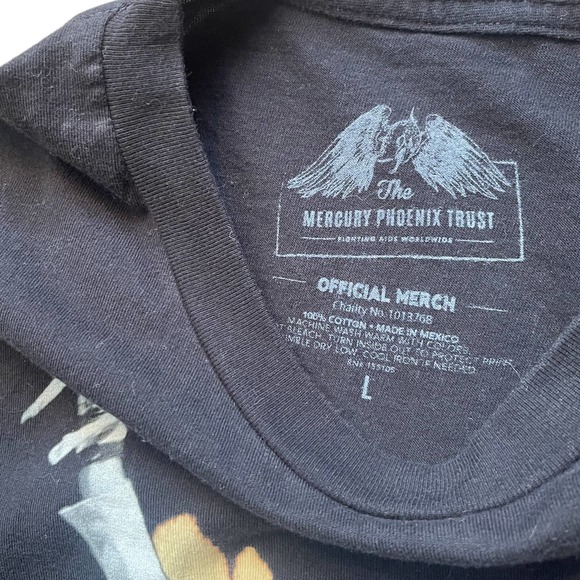 The
MERCURY PHOENIX TRUST
FIGHTING AIDS WORLDWIDE
OFFICIAL MERCH
Charity No. 1013768
100% COTTON • MADE IN MEXICO
MACHINE WASH WARM WITH COLORS.
BLEACH. TURN INSIDE OUT TO PROTECT PRINT.
DRY LOW. COOL IRON IF NEEDED.
L